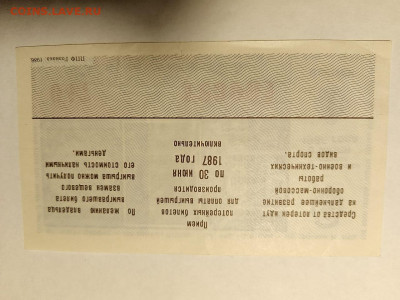 Средства от лотереи идут
на дальнейшее развитие
оборонно-массовой
работы
и военно-технических
видов спорта.
Прием
лотерейных билетов
для оплаты выигрышей
производится
по 30 ИЮНЯ
1987 года
включительно
По желанию владельца
выигравшего билета
взамен вещевого
выигрыша можно получить
его стоимость наличными
деньгами.
1986